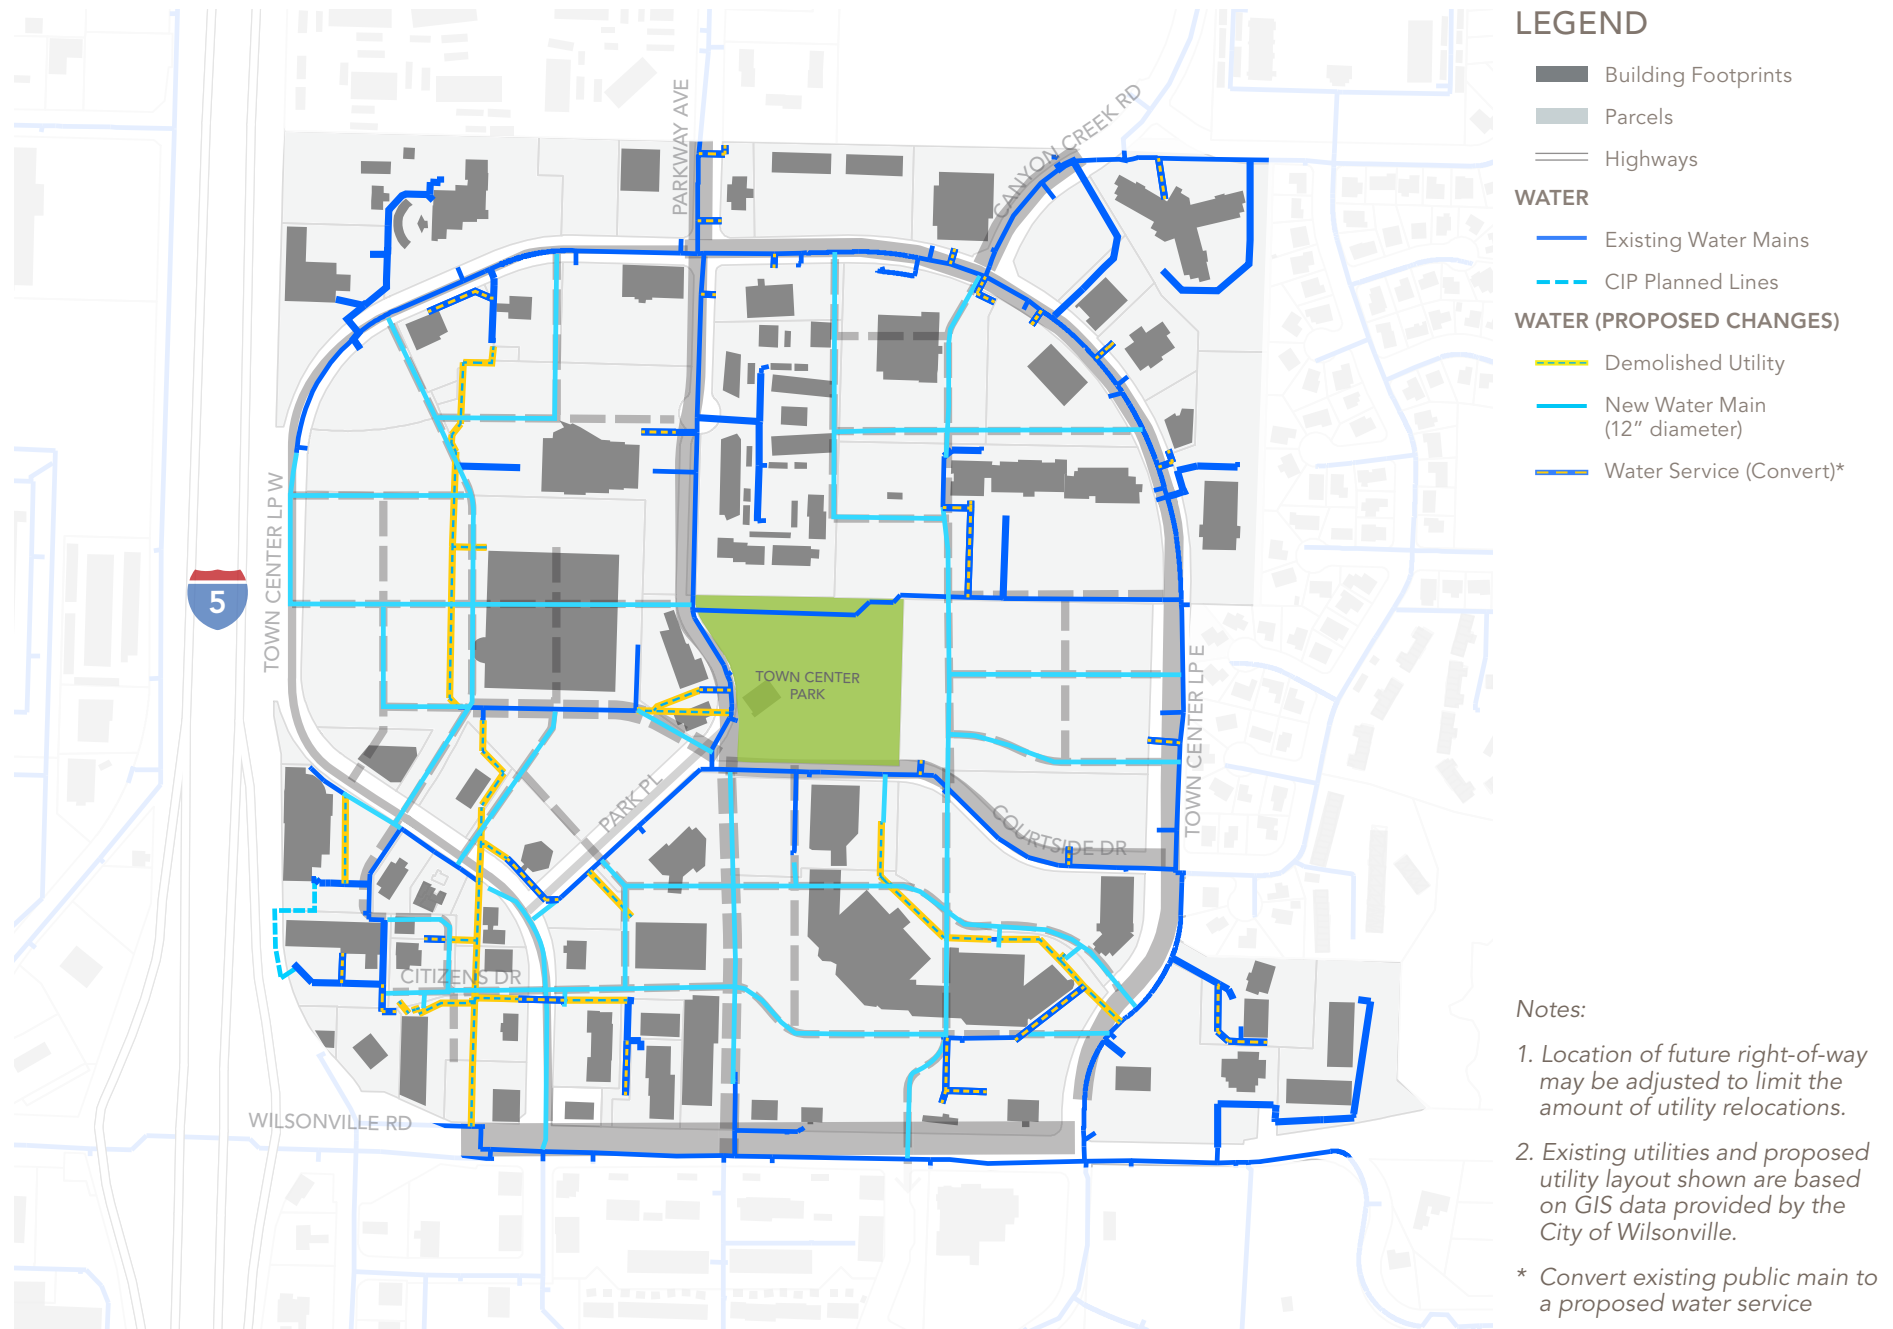 LEGEND
Building Footprints
Parcels
Highways
WATER
Existing Water Mains
CIP Planned Lines
WATER (PROPOSED CHANGES)
Demolished Utility
New Water Main
(12” diameter)
Water Service (Convert)*
PARKWAY AVE
CANYON CREEK RD
TOWN CENTER LP W
5
TOWN CENTER
PARK
TOWN CENTER LP E
PARK PL
COURTSIDE DR
CITIZENS DR
WILSONVILLE RD
Notes:
1. Location of future right-of-way
may be adjusted to limit the
amount of utility relocations.
2. Existing utilities and proposed
utility layout shown are based
on GIS data provided by the
City of Wilsonville.
* Convert existing public main to
a proposed water service